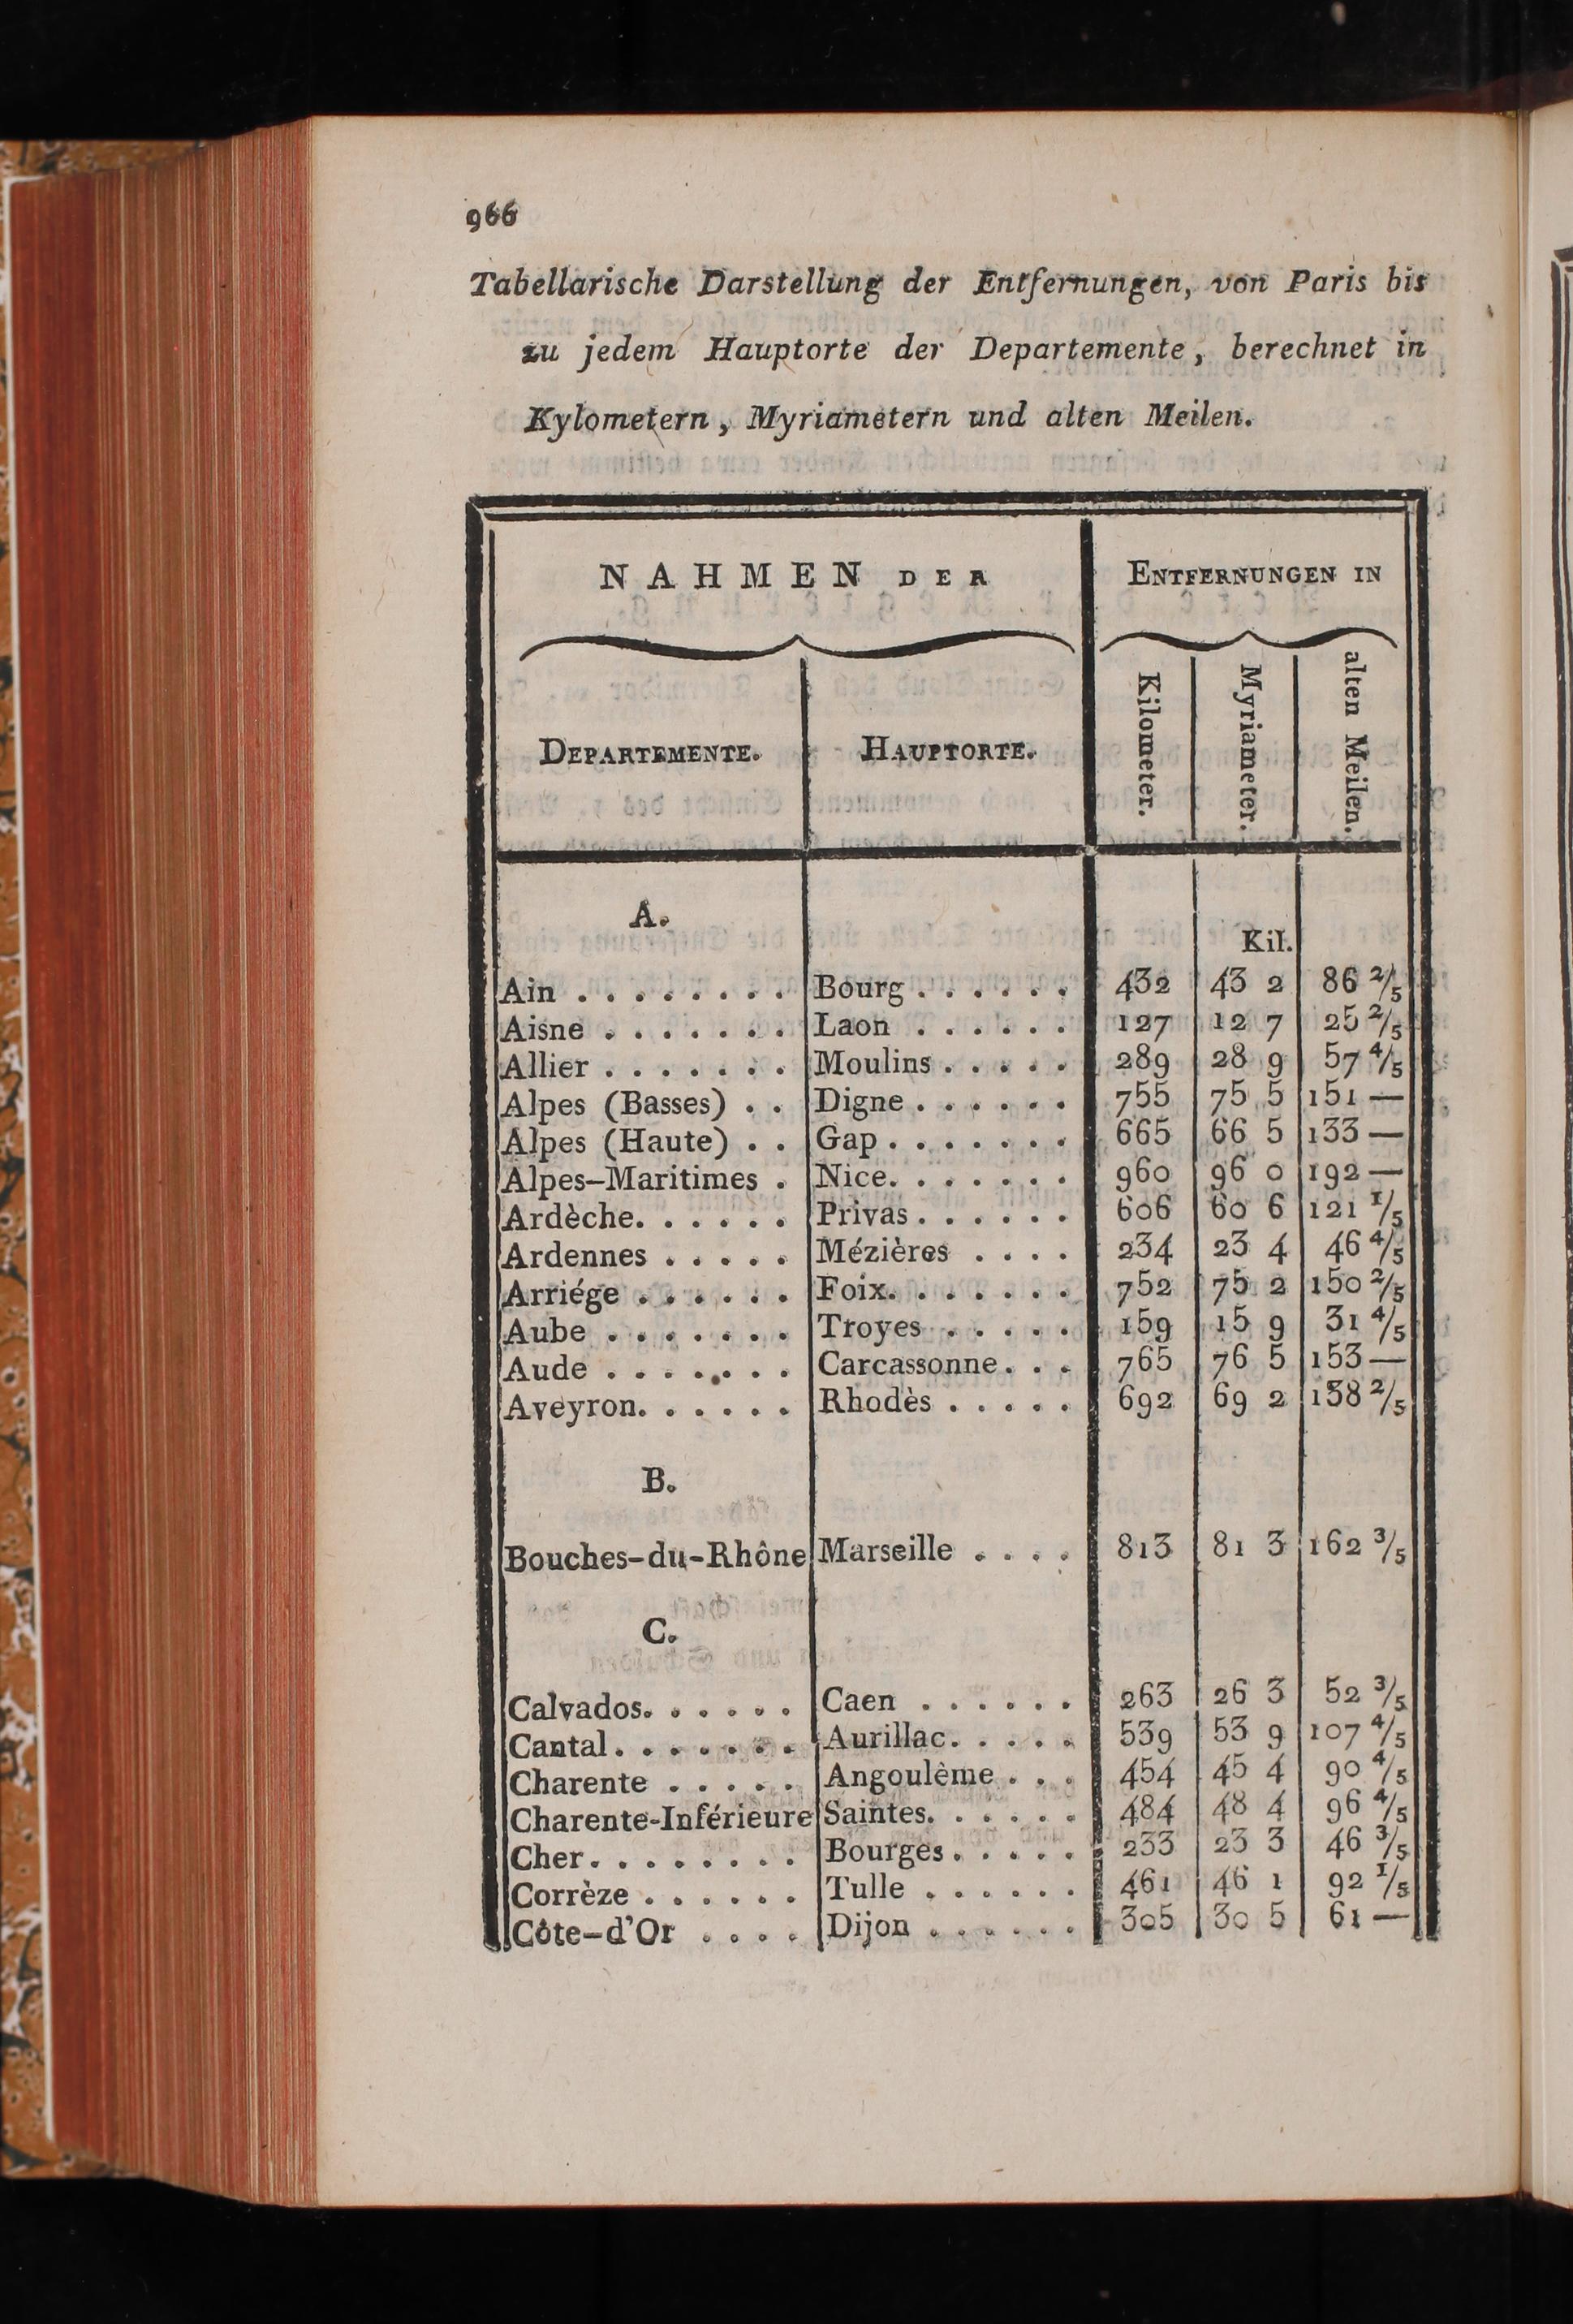 966
Tabellarische Darstellung der Entfernungen, von Paris bis
zu jedem Hauptorte der Departemente, berechnet in
Kylometern, Myriametern und alten Meilen.
NAHMEN DER ENTFERNUNGEN IN
DEPARTEMENTE. HAUPTORTE. Kilometer. Myriameter. alten Meilen.
A.
Kil.
Ain . . . . . . . . Bourg . . . . . . 432 43 2 86 2/5
Aisne . . . . . . . Laon . . . . . . 127 12 7 25 2/5
Allier . . . . . . . Moulins . . . . . 289 28 9 57 4/5
Alpes (Basses) . . Digne . . . . . . 755 75 5 151 —
Alpes (Haute) . . Gap . . . . . . . 665 66 5 133 —
Alpes-Maritimes . Nice. . . . . . . 960 96 0 192 —
Ardèche. . . . . . Privas . . . . . . 606 60 6 121 1/5
Ardennes . . . . . Mézières . . . . 234 23 4 46 4/5
Arriége . . . . . . Foix. . . . . . . 752 75 2 150 2/5
Aube . . . . . . . Troyes . . . . . 159 15 9 31 4/5
Aude . . . . . . . Carcassonne. . . 765 76 5 153 —
Aveyron. . . . . . Rhodès . . . . . 692 69 2 138 2/5
B.
Bouches-du-Rhône Marseille . . . . 813 81 3 162 3/5
C.
Calvados. . . . . . Caen . . . . . . 263 26 3 52 3/5
Cantal. . . . . . . Aurillac. . . . . 539 53 9 107 4/5
Charente . . . . . Angoulème . . . 454 45 4 90 4/5
Charente-Inférieure Saintes. . . . . . 484 48 4 96 4/5
Cher. . . . . . . . Bourges. . . . . 233 23 3 46 3/5
Corrèze . . . . . . Tulle . . . . . . 461 46 1 92 1/5
Côte-d'Or . . . . Dijon . . . . . . 305 30 5 61 —